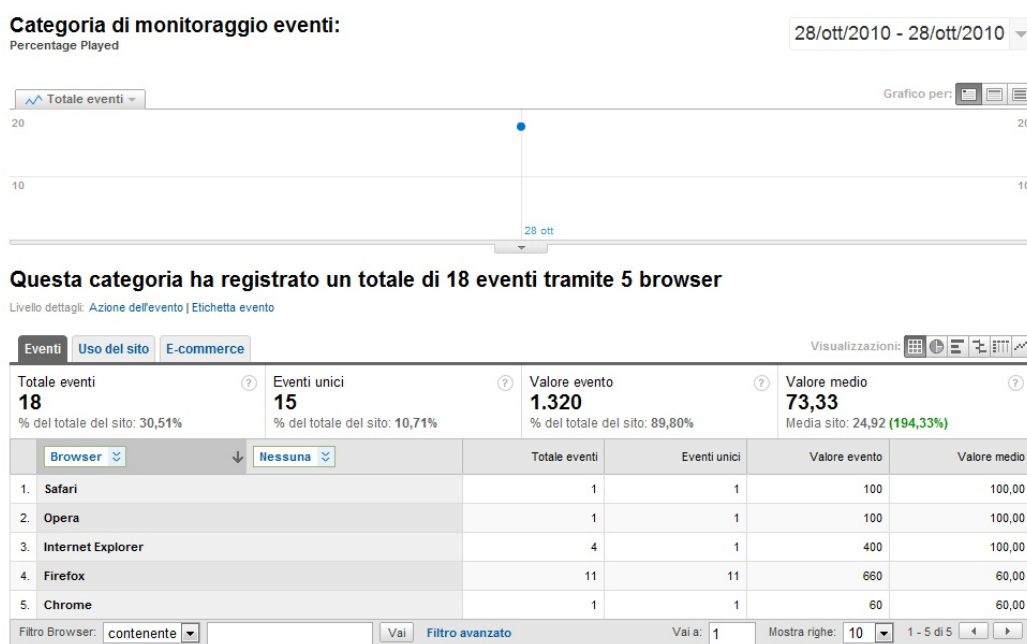 Categoria di monitoraggio eventi:
Percentage Played
28/ott/2010 - 28/ott/2010
Totale eventi
Grafico per:
20 20
10 10
28 ott
Questa categoria ha registrato un totale di 18 eventi tramite 5 browser
Livello dettagli: Azione dell'evento | Etichetta evento
Eventi Uso del sito E-commerce Visualizzazioni:
Totale eventi ? Eventi unici ? Valore evento ? Valore medio ?
18 15 1.320 73,33
% del totale del sito: 30,51% % del totale del sito: 10,71% % del totale del sito: 89,80% Media sito: 24,92 (194,33%)
Browser Nessuna Totale eventi Eventi unici Valore evento Valore medio
1. Safari 1 1 100 100,00
2. Opera 1 1 100 100,00
3. Internet Explorer 4 1 400 100,00
4. Firefox 11 11 660 60,00
5. Chrome 1 1 60 60,00
Filtro Browser: contenente Vai Filtro avanzato Vai a: 1 Mostra righe: 10 1 - 5 di 5